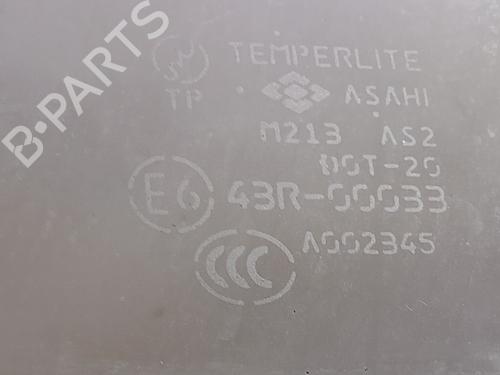 B-PARTS
TEMPERLITE
TP
ASAHI
M213 AS2
DOT-20
E6 43R-00033
CCC A002345